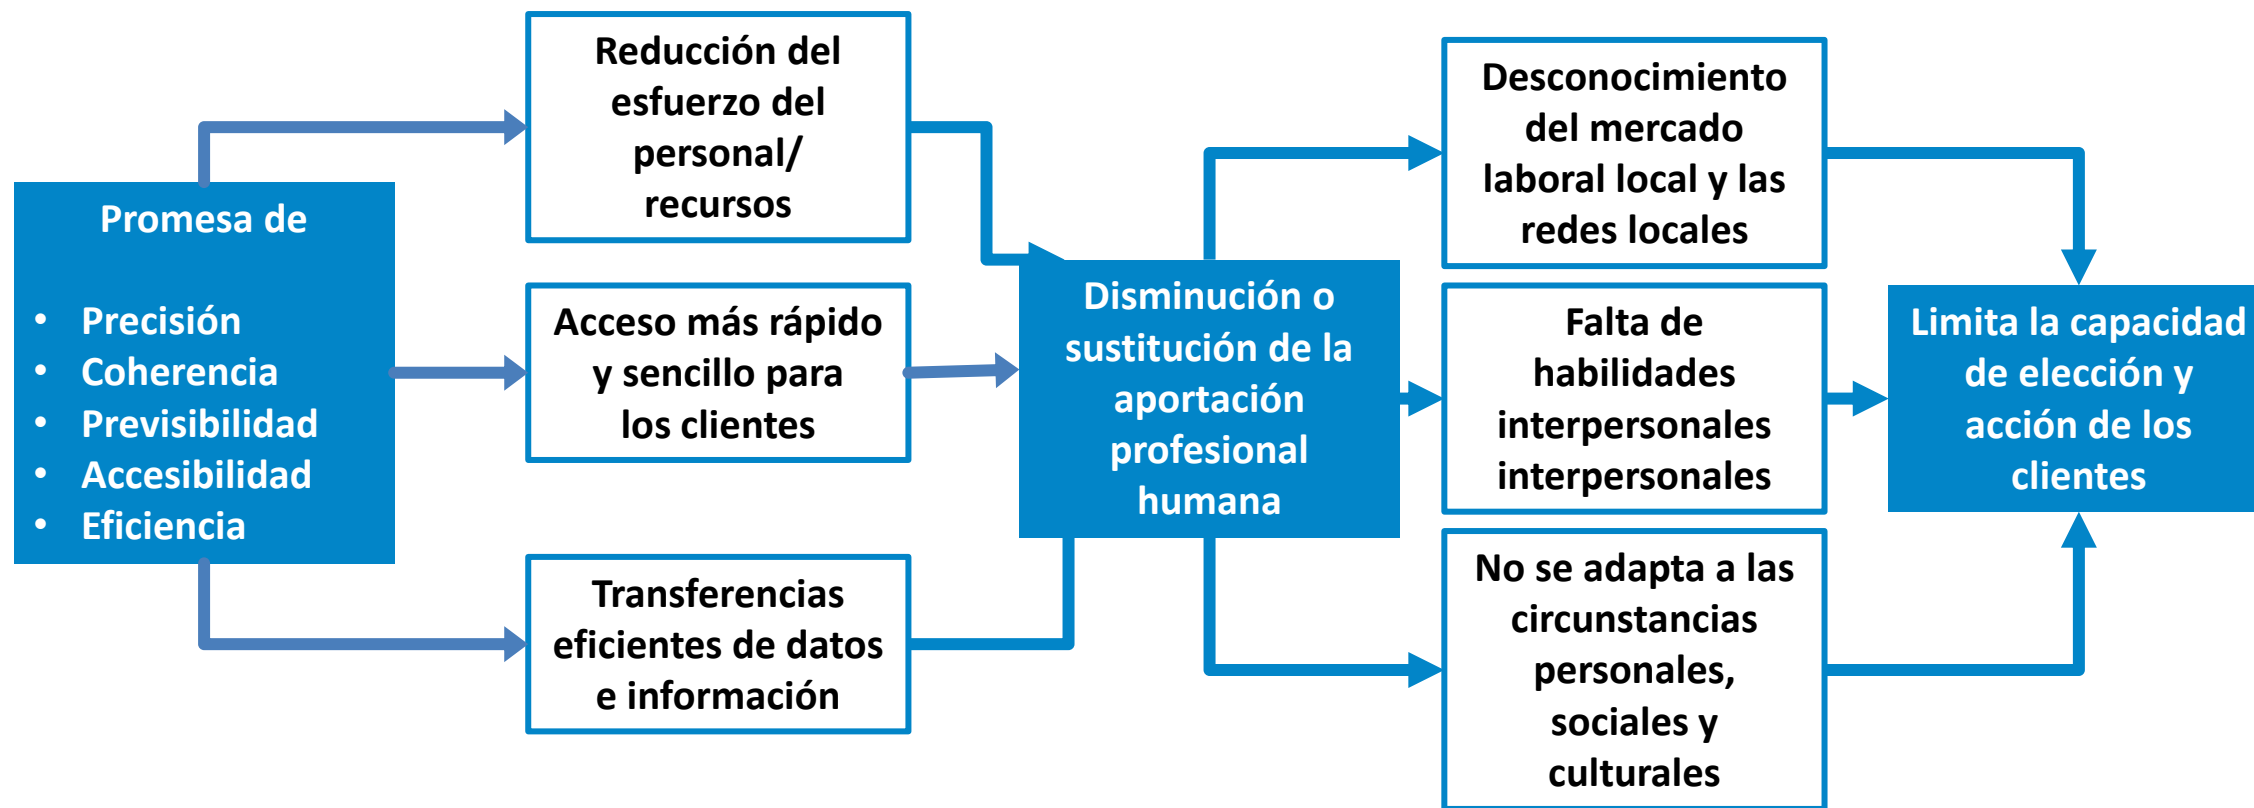 Promesa de
• Precisión
• Coherencia
• Previsibilidad
• Accesibilidad
• Eficiencia
Reducción del
esfuerzo del
personal/
recursos
Acceso más rápido
y sencillo para
los clientes
Transferencias
eficientes de datos
e información
Disminución o
sustitución de la
aportación
profesional
humana
Desconocimiento
del mercado
laboral local y las
redes locales
Falta de
habilidades
interpersonales
interpersonales
No se adapta a las
circunstancias
personales,
sociales y
culturales
Limita la capacidad
de elección y
acción de los
clientes